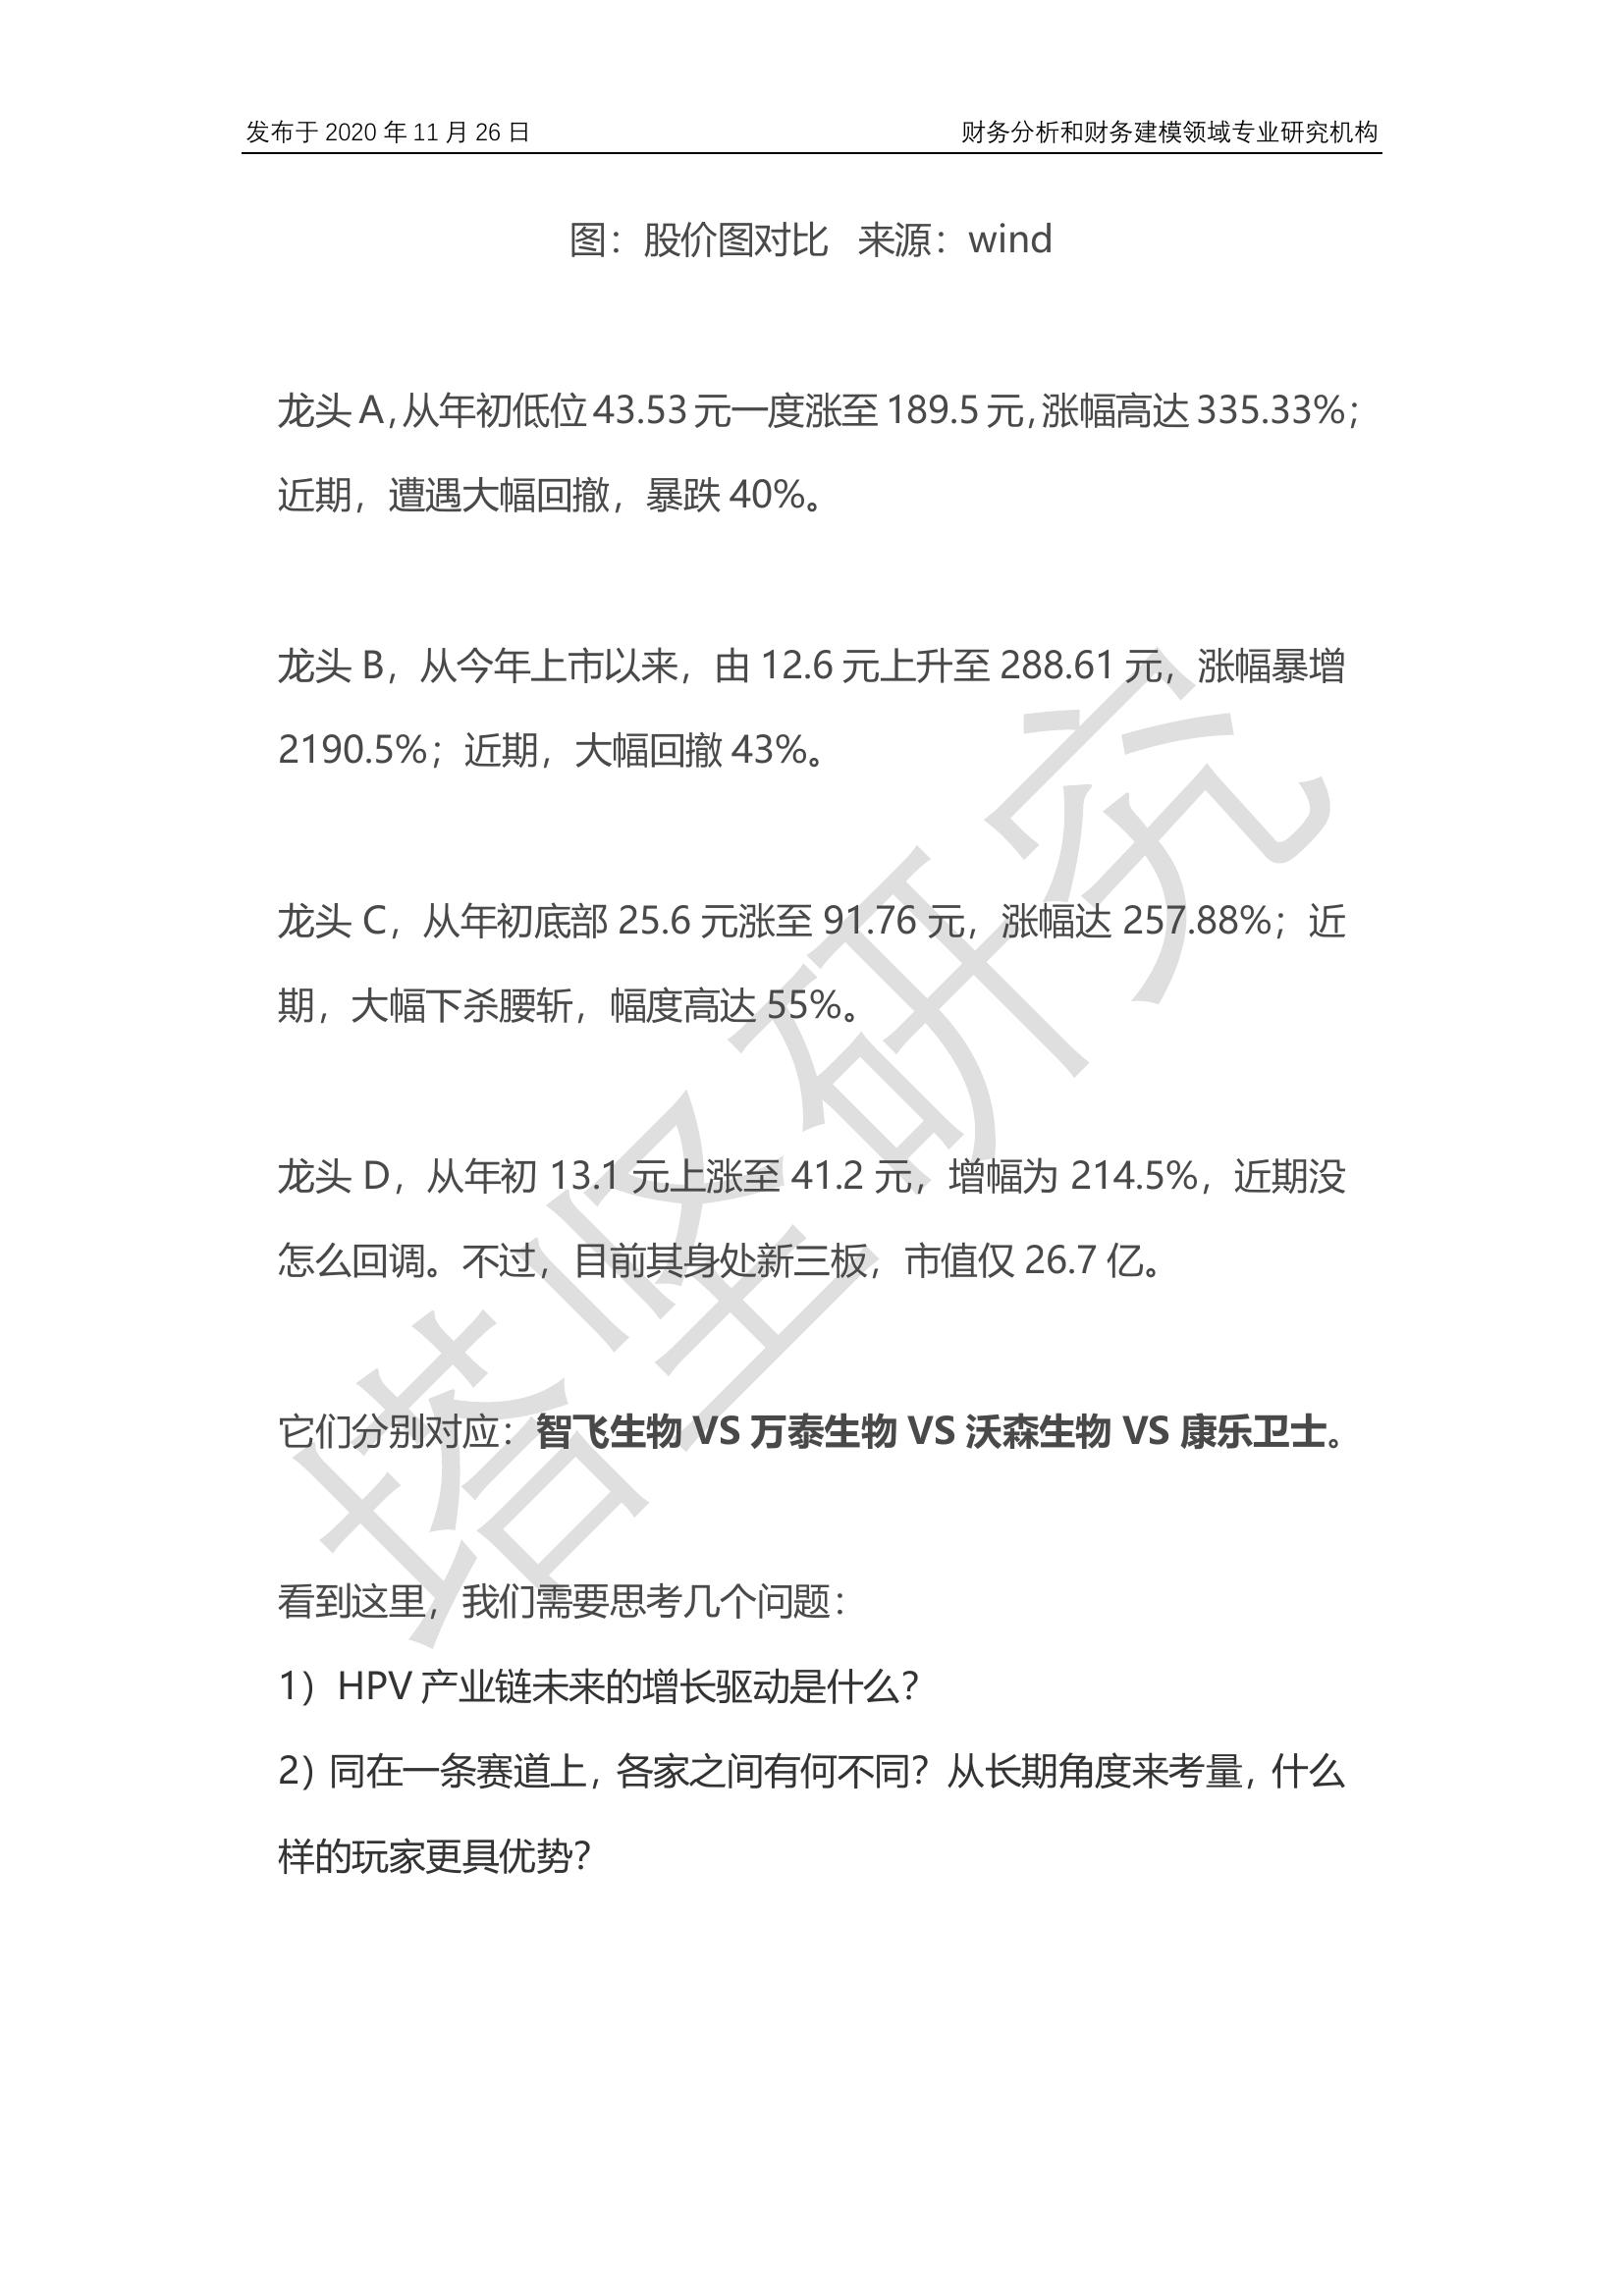 发布于 2020 年 11 月 26 日 财务分析和财务建模领域专业研究机构
图：股价图对比 来源：wind
龙头 A，从年初低位 43.53 元一度涨至 189.5 元，涨幅高达 335.33%；
近期，遭遇大幅回撤，暴跌 40%。
龙头 B，从今年上市以来，由 12.6 元上升至 288.61 元，涨幅暴增
2190.5%；近期，大幅回撤 43%。
龙头 C，从年初底部 25.6 元涨至 91.76 元，涨幅达 257.88%；近
期，大幅下杀腰斩，幅度高达 55%。
龙头 D，从年初 13.1 元上涨至 41.2 元，增幅为 214.5%，近期没
怎么回调。不过，目前其身处新三板，市值仅 26.7 亿。
它们分别对应：智飞生物 VS 万泰生物 VS 沃森生物 VS 康乐卫士。
看到这里，我们需要思考几个问题：
1）HPV 产业链未来的增长驱动是什么？
2）同在一条赛道上，各家之间有何不同？从长期角度来考量，什么
样的玩家更具优势？
塔坚研究